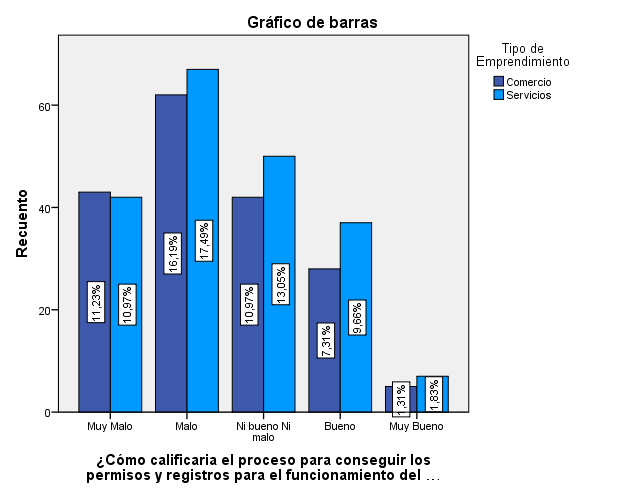 Gráfico de barras
Tipo de
Emprendimiento
Comercio
Servicios
Recuento
60
40
20
0
11,23%
10,97%
16,19%
17,49%
10,97%
13,05%
7,31%
9,66%
1,31%
1,83%
Muy Malo
Malo
Ni bueno Ni
malo
Bueno
Muy Bueno
¿Cómo calificaria el proceso para conseguir los
permisos y registros para el funcionamiento del …